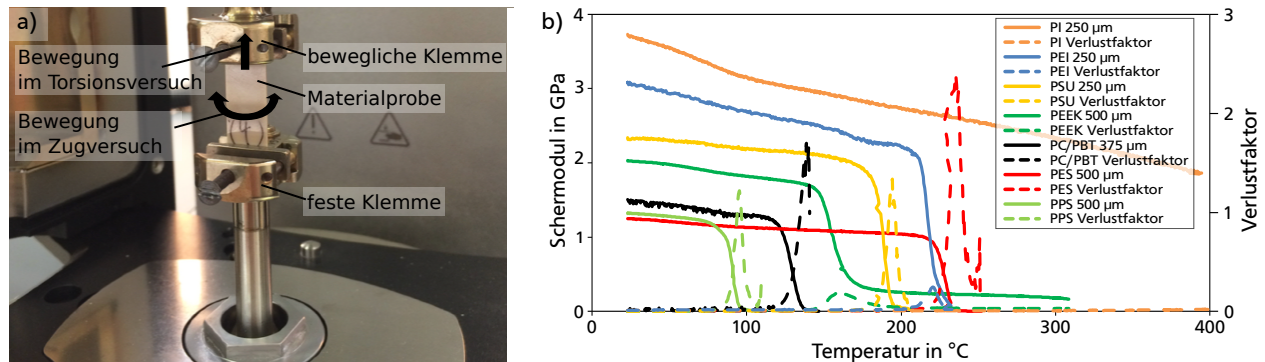 a)
Bewegung
im Torsionsversuch
bewegliche Klemme
Materialprobe
Bewegung
im Zugversuch
feste Klemme
b)
4
3
2
1
0
Schermodul in GPa
0
100
200
300
400
Temperatur in °C
3
2
1
0
Verlustfaktor
PI 250 µm
PI Verlustfaktor
PEI 250 µm
PEI Verlustfaktor
PSU 250 µm
PSU Verlustfaktor
PEEK 500 µm
PEEK Verlustfaktor
PC/PBT 375 µm
PC/PBT Verlustfaktor
PES 500 µm
PES Verlustfaktor
PPS 500 µm
PPS Verlustfaktor